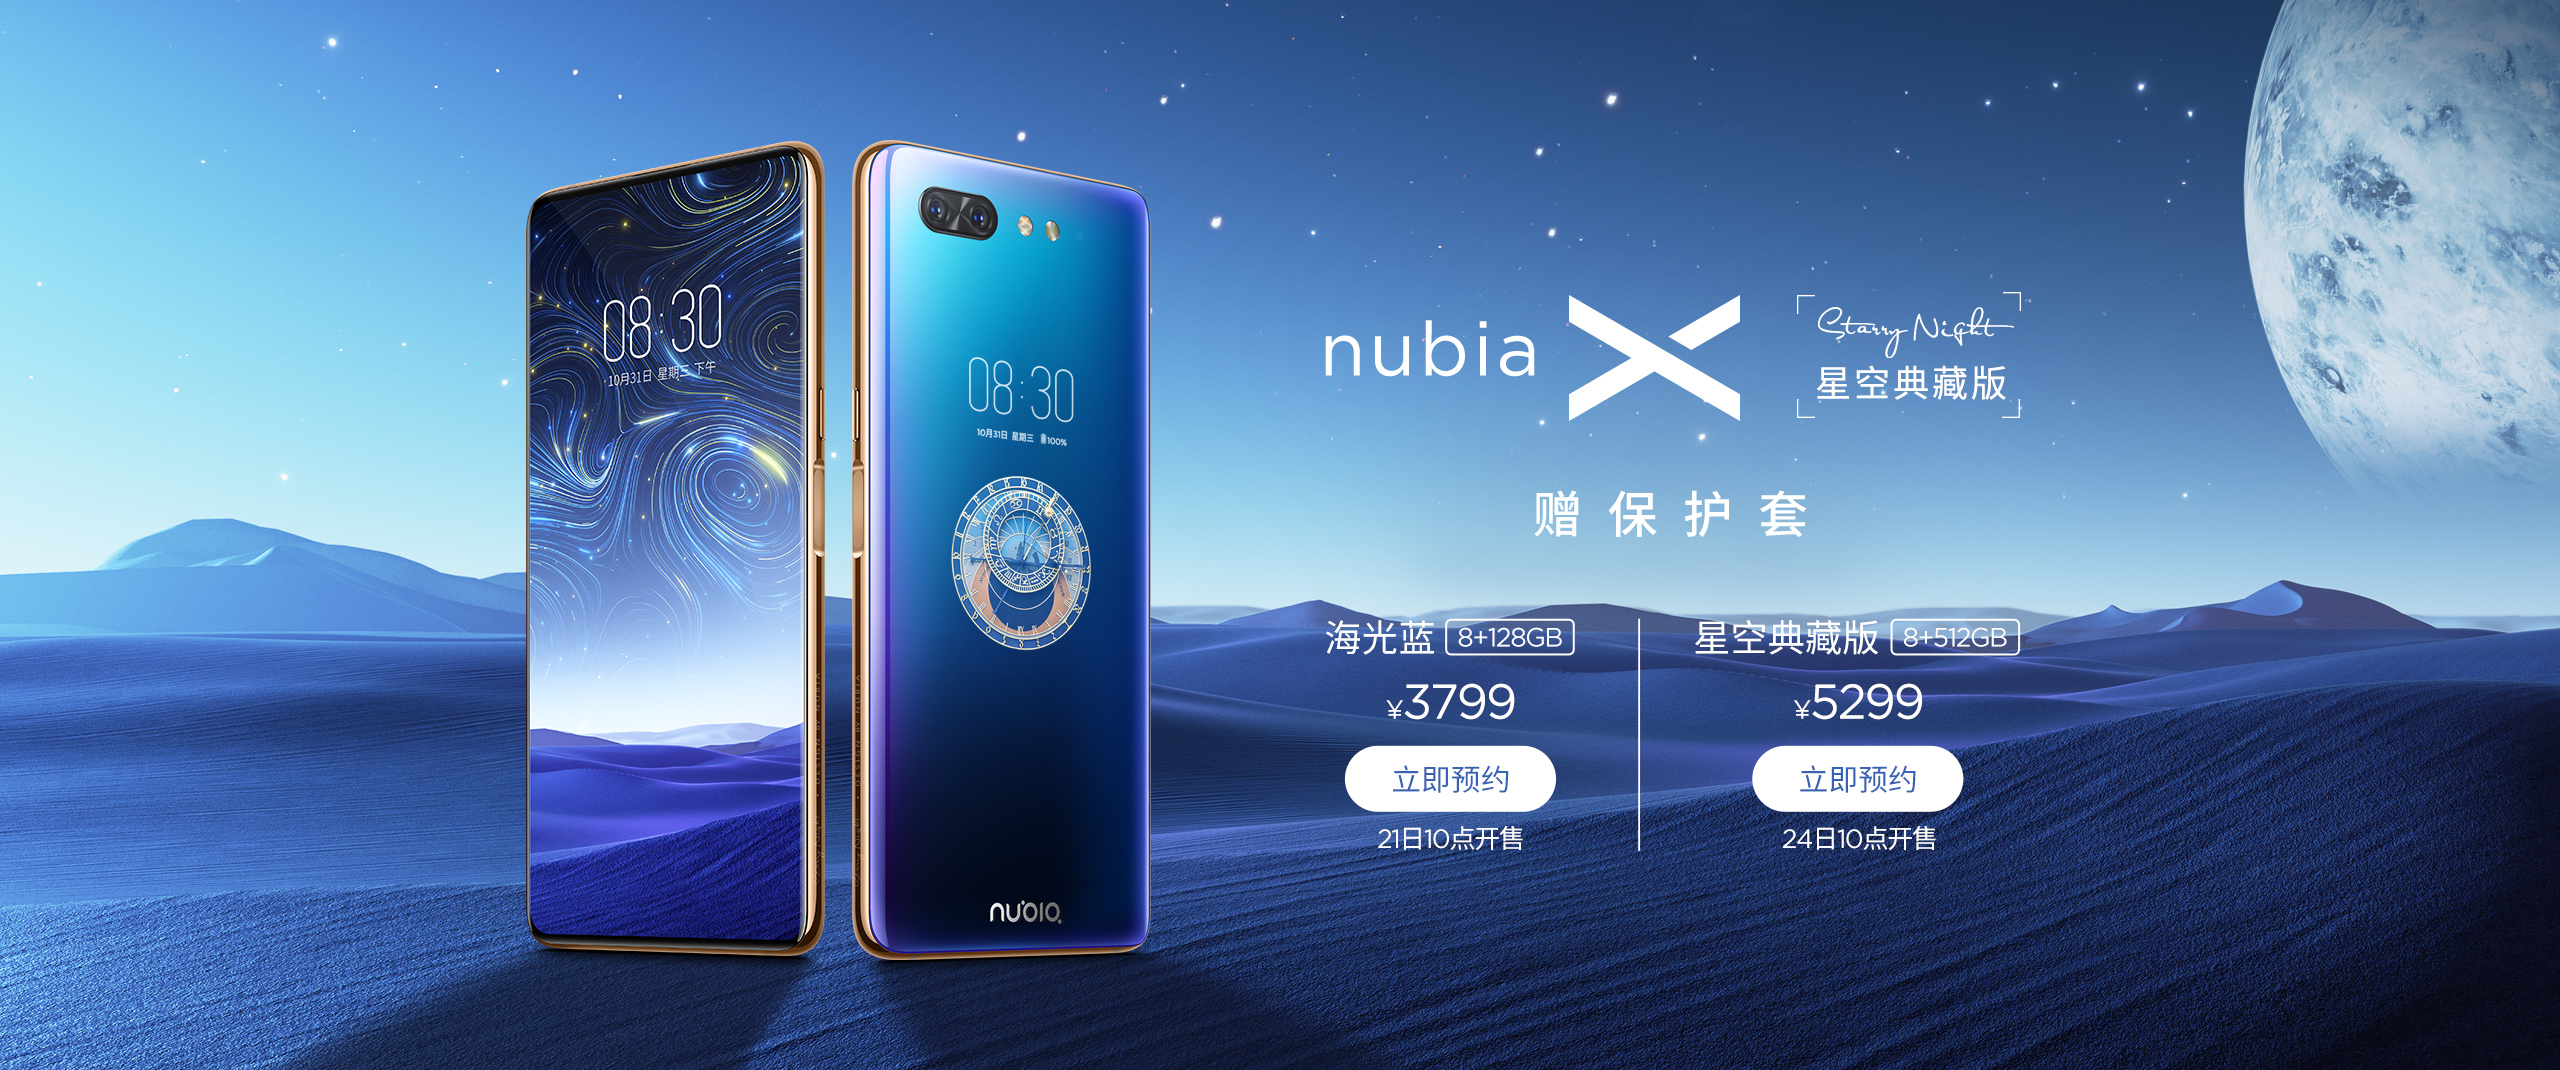 08:30
10月31日 星期三 下午
08:30
10月31日 星期三 100%
nubia
nubia X
Starry Night
星空典藏版
赠保护套
海光蓝 8+128GB
¥3799
立即预约
21日10点开售
星空典藏版 8+512GB
¥5299
立即预约
24日10点开售